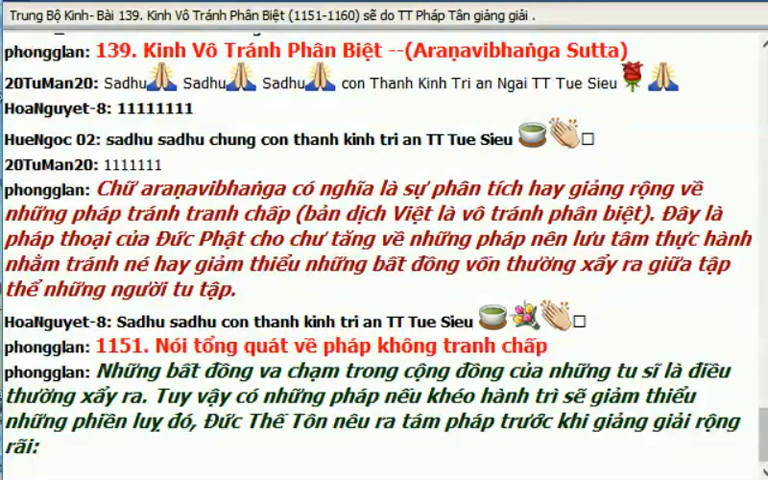 Trung Bộ Kinh- Bài 139. Kinh Vô Tránh Phân Biệt (1151-1160) sẽ do TT Pháp Tân giảng giải .
phongglan: 139. Kinh Vô Tránh Phân Biệt --(Araṇavibhaṅga Sutta)
20TuMan20: Sadhu🙏 Sadhu🙏 Sadhu🙏 con Thanh Kinh Tri an Ngai TT Tue Sieu 🌹🙏
HoaNguyet-8: 11111111
HueNgoc 02: sadhu sadhu chung con thanh kinh tri an TT Tue Sieu 🍵👏□
20TuMan20: 1111111
phongglan: Chữ araṇavibhaṅga có nghĩa là sự phân tích hay giảng rộng về
những pháp tránh tranh chấp (bản dịch Việt là vô tránh phân biệt). Đây là
pháp thoại của Đức Phật cho chư tăng về những pháp nên lưu tâm thực hành
nhằm tránh né hay giảm thiểu những bất đồng vốn thường xẩy ra giữa tập
thể những người tu tập.
HoaNguyet-8: Sadhu sadhu con thanh kinh tri an TT Tue Sieu 🍵💐👏□
phongglan: 1151. Nói tổng quát về pháp không tranh chấp
phongglan: Những bất đồng va chạm trong cộng đồng của những tu sĩ là điều
thường xẩy ra. Tuy vậy có những pháp nếu khéo hành trì sẽ giảm thiểu
những phiền luỵ đó, Đức Thế Tôn nêu ra tám pháp trước khi giảng giải rộng
rãi: